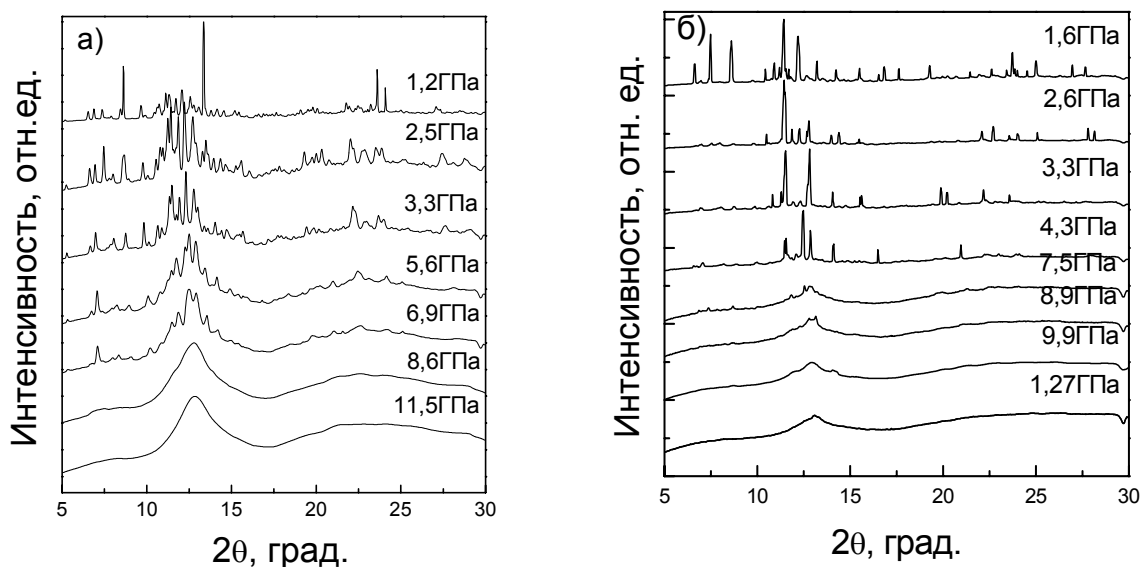 а)
Интенсивность, отн.ед.
1,2ГПа
2,5ГПа
3,3ГПа
5,6ГПа
6,9ГПа
8,6ГПа
11,5ГПа
5 10 15 20 25 30
2θ, град.
б)
Интенсивность, отн. ед.
1,6ГПа
2,6ГПа
3,3ГПа
4,3ГПа
7,5ГПа
8,9ГПа
9,9ГПа
1,27ГПа
5 10 15 20 25 30
2θ, град.